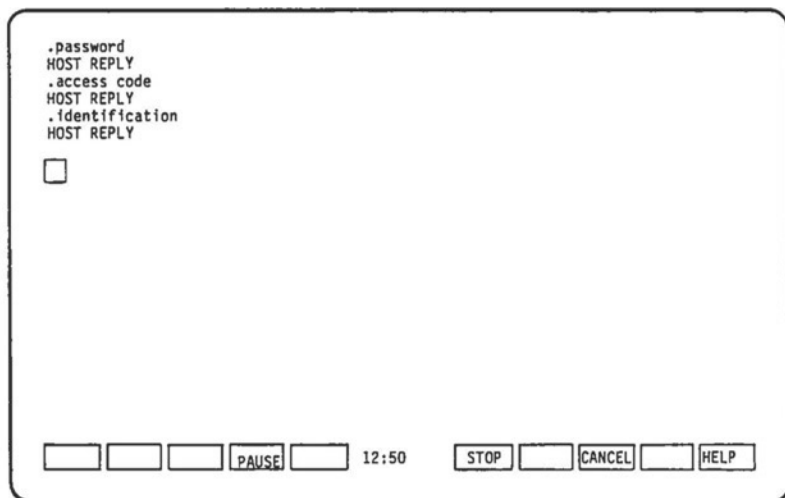 .password
HOST REPLY
.access code
HOST REPLY
.identification
HOST REPLY
PAUSE 12:50 STOP CANCEL HELP